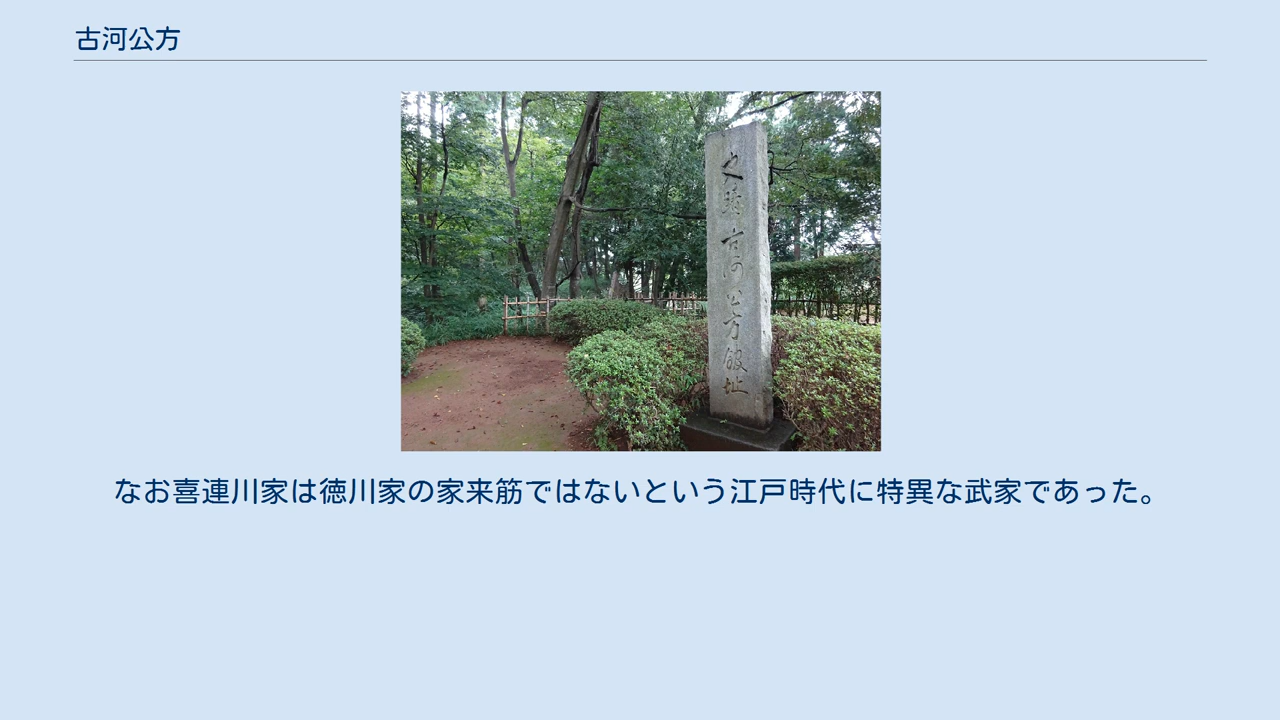 古河公方
史蹟古河公方館址
なお喜連川家は徳川家の家来筋ではないという江戸時代に特異な武家であった。